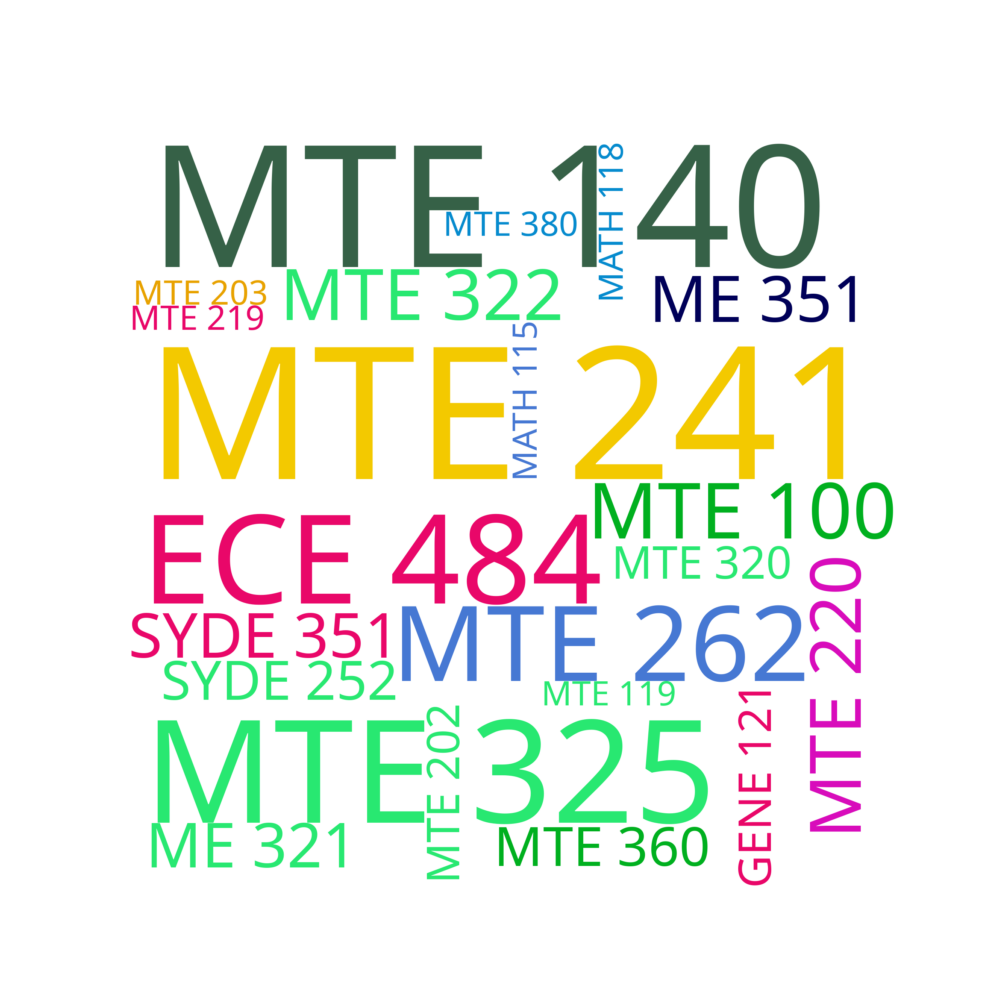 MTE 140
MATH 118
MTE 380
MTE 322
ME 351
MTE 203
MTE 219
MATH 115
MTE 241
MTE 100
ECE 484
MTE 320
MTE 220
SYDE 351
MTE 262
SYDE 252
MTE 119
GENE 121
MTE 202
MTE 325
ME 321
MTE 360